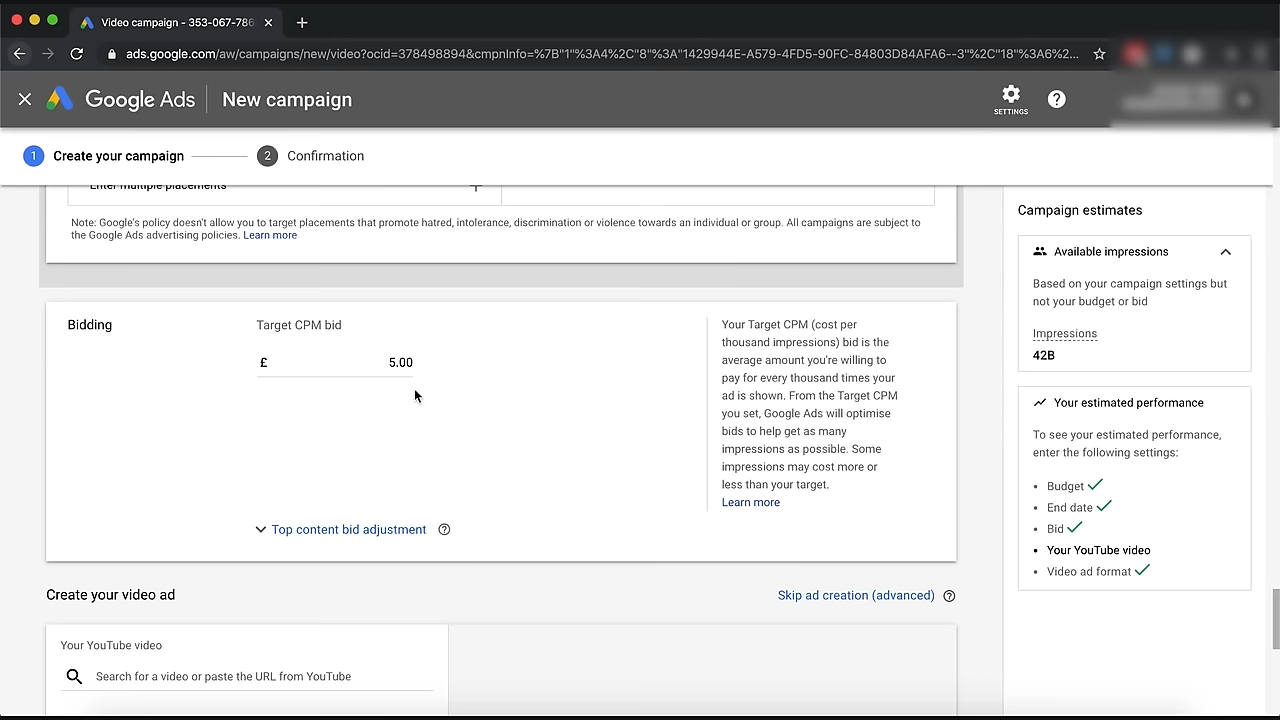 Video campaign - 353-067-786
ads.google.com/aw/campaigns/new/video?ocid=378498894&cmpnInfo=%7B"1"%3A4%2C"8"%3A"1429944E-A579-4FD5-90FC-84803D84AFA6--3"%2C"18"%3A6%2...
Google Ads
New campaign
SETTINGS
1 Create your campaign
2 Confirmation
Enter multiple placements
Note: Google's policy doesn't allow you to target placements that promote hatred, intolerance, discrimination or violence towards an individual or group. All campaigns are subject to
the Google Ads advertising policies. Learn more
Bidding
Target CPM bid
£ 5.00
Your Target CPM (cost per
thousand impressions) bid is the
average amount you're willing to
pay for every thousand times your
ad is shown. From the Target CPM
you set, Google Ads will optimise
bids to help get as many
impressions as possible. Some
impressions may cost more or
less than your target.
Learn more
Top content bid adjustment
Create your video ad
Skip ad creation (advanced)
Your YouTube video
Search for a video or paste the URL from YouTube
Campaign estimates
Available impressions
Based on your campaign settings but
not your budget or bid
Impressions
42B
Your estimated performance
To see your estimated performance,
enter the following settings:
• Budget
• End date
• Bid
• Your YouTube video
• Video ad format